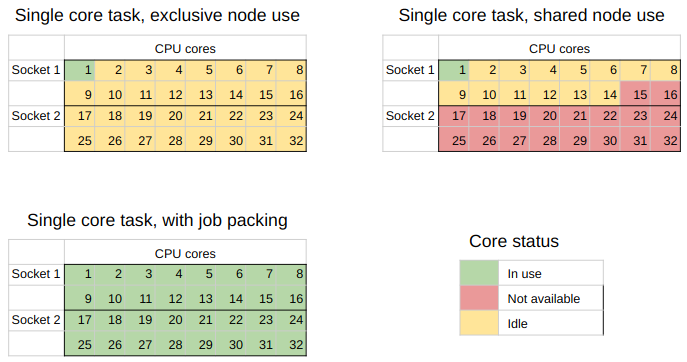 Single core task, exclusive node use
CPU cores
Socket 1 1 2 3 4 5 6 7 8
9 10 11 12 13 14 15 16
Socket 2 17 18 19 20 21 22 23 24
25 26 27 28 29 30 31 32
Single core task, shared node use
CPU cores
Socket 1 1 2 3 4 5 6 7 8
9 10 11 12 13 14 15 16
Socket 2 17 18 19 20 21 22 23 24
25 26 27 28 29 30 31 32
Single core task, with job packing
CPU cores
Socket 1 1 2 3 4 5 6 7 8
9 10 11 12 13 14 15 16
Socket 2 17 18 19 20 21 22 23 24
25 26 27 28 29 30 31 32
Core status
In use
Not available
Idle